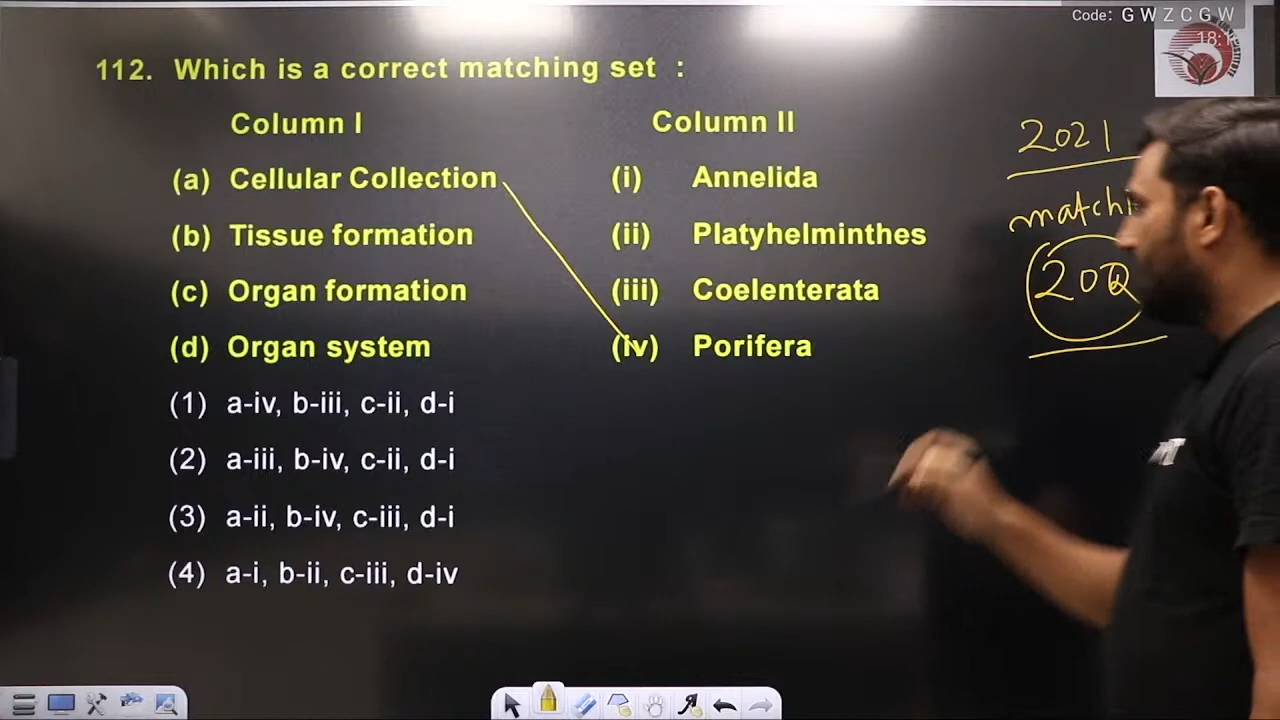 Code: G W Z C G W
112. Which is a correct matching set :
Column I Column II
(a) Cellular Collection (i) Annelida
(b) Tissue formation (ii) Platyhelminthes
(c) Organ formation (iii) Coelenterata
(d) Organ system (iv) Porifera
(1) a-iv, b-iii, c-ii, d-i
(2) a-iii, b-iv, c-ii, d-i
(3) a-ii, b-iv, c-iii, d-i
(4) a-i, b-ii, c-iii, d-iv
2021
matchi
20Q